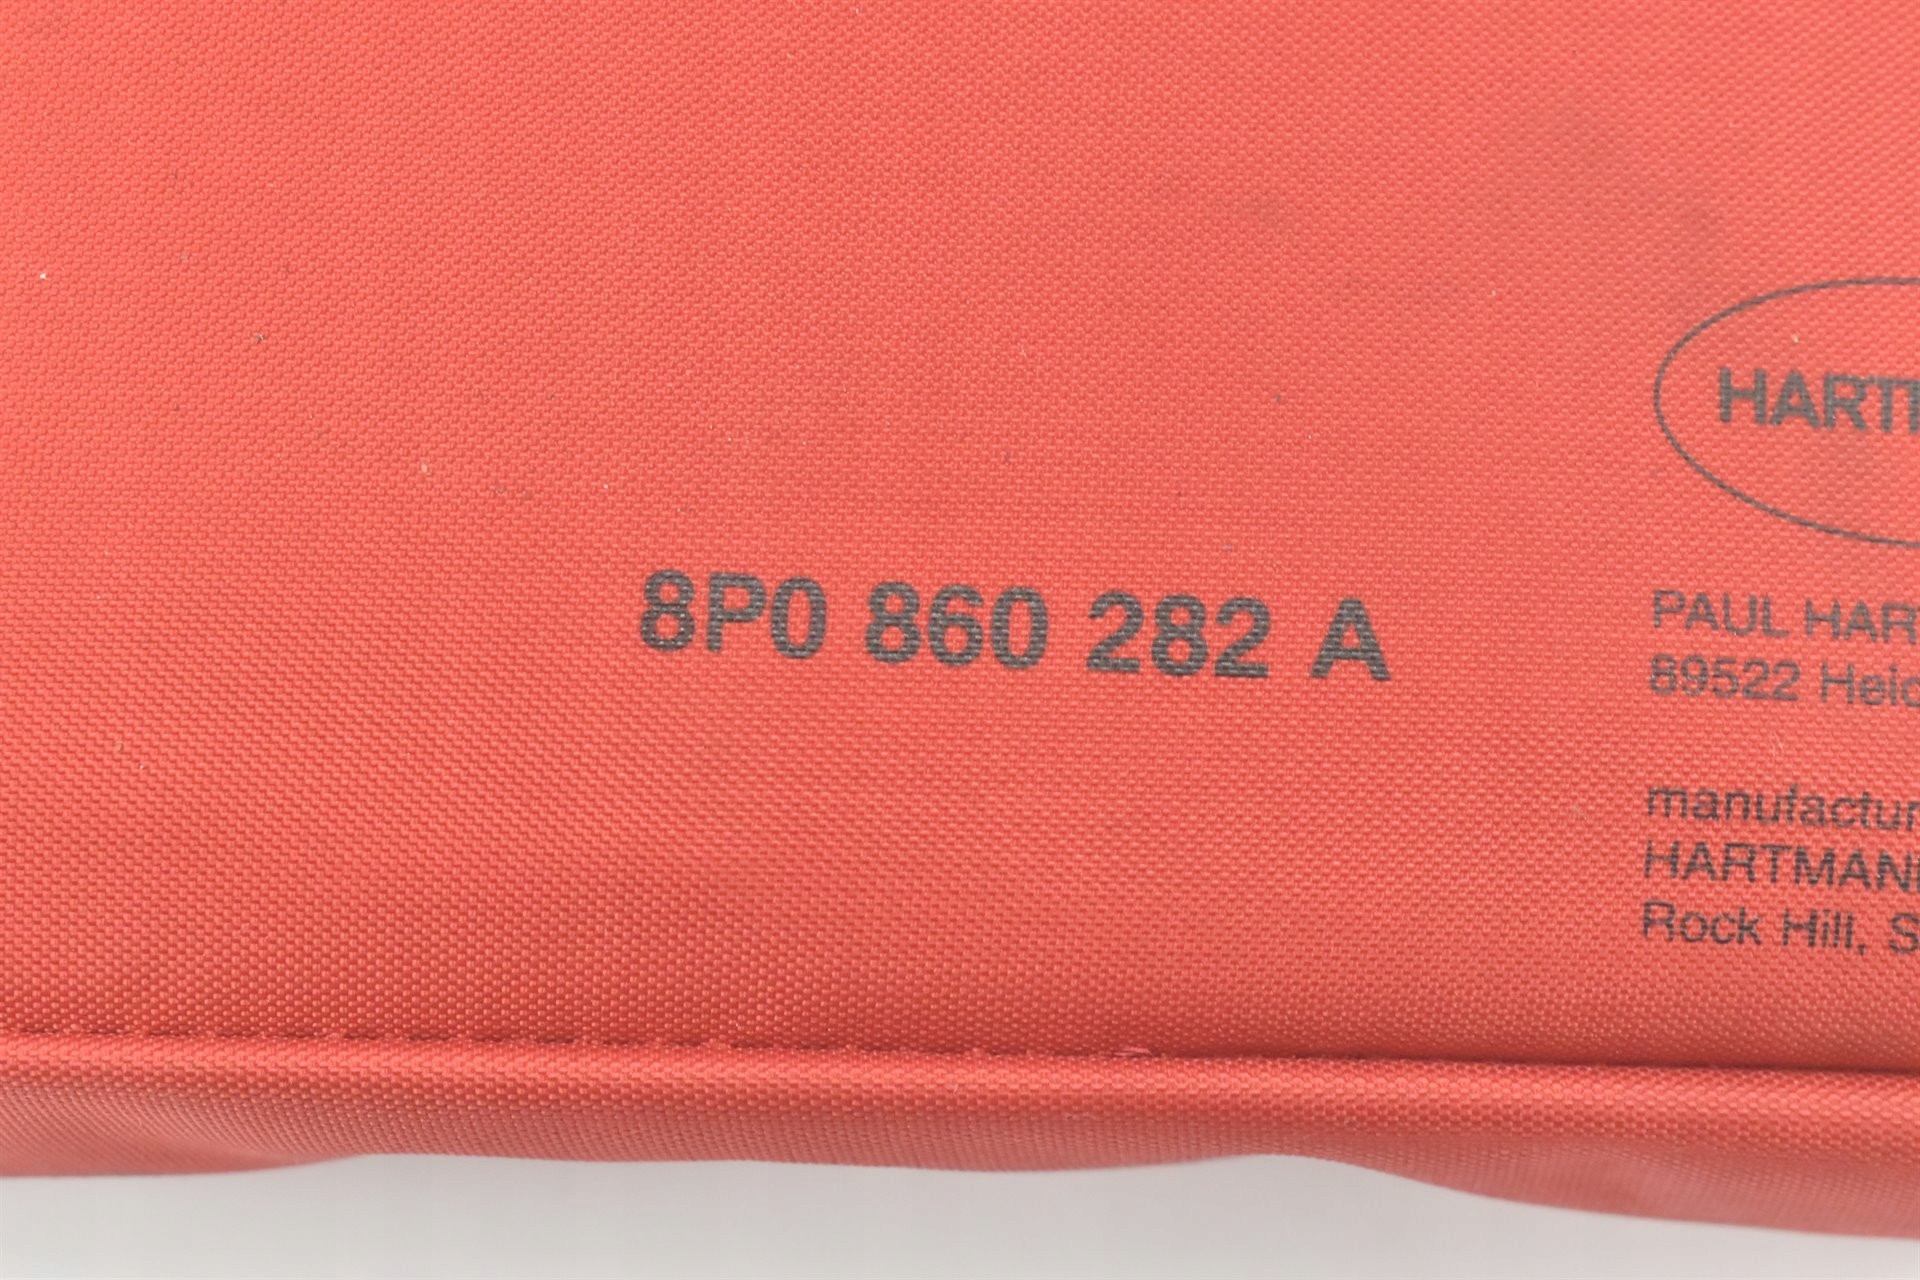 HART
8P0 860 282 A
PAUL HAR
89522 Heid
manufactur
HARTMAN
Rock Hill, S